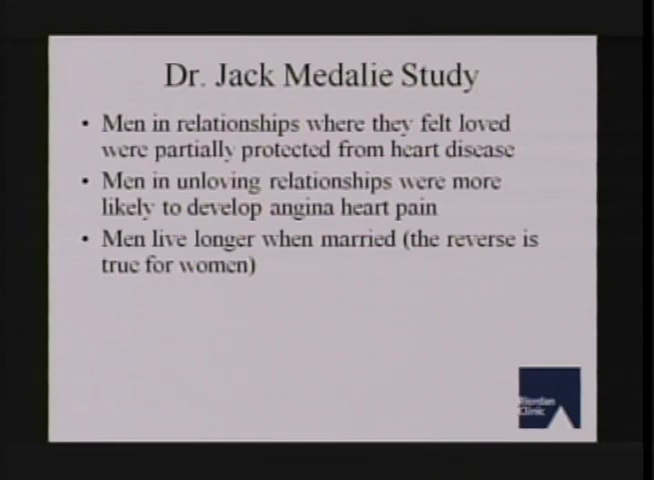 Dr. Jack Medalie Study
• Men in relationships where they felt loved
were partially protected from heart disease
• Men in unloving relationships were more
likely to develop angina heart pain
• Men live longer when married (the reverse is
true for women)
Riordan
Clinic